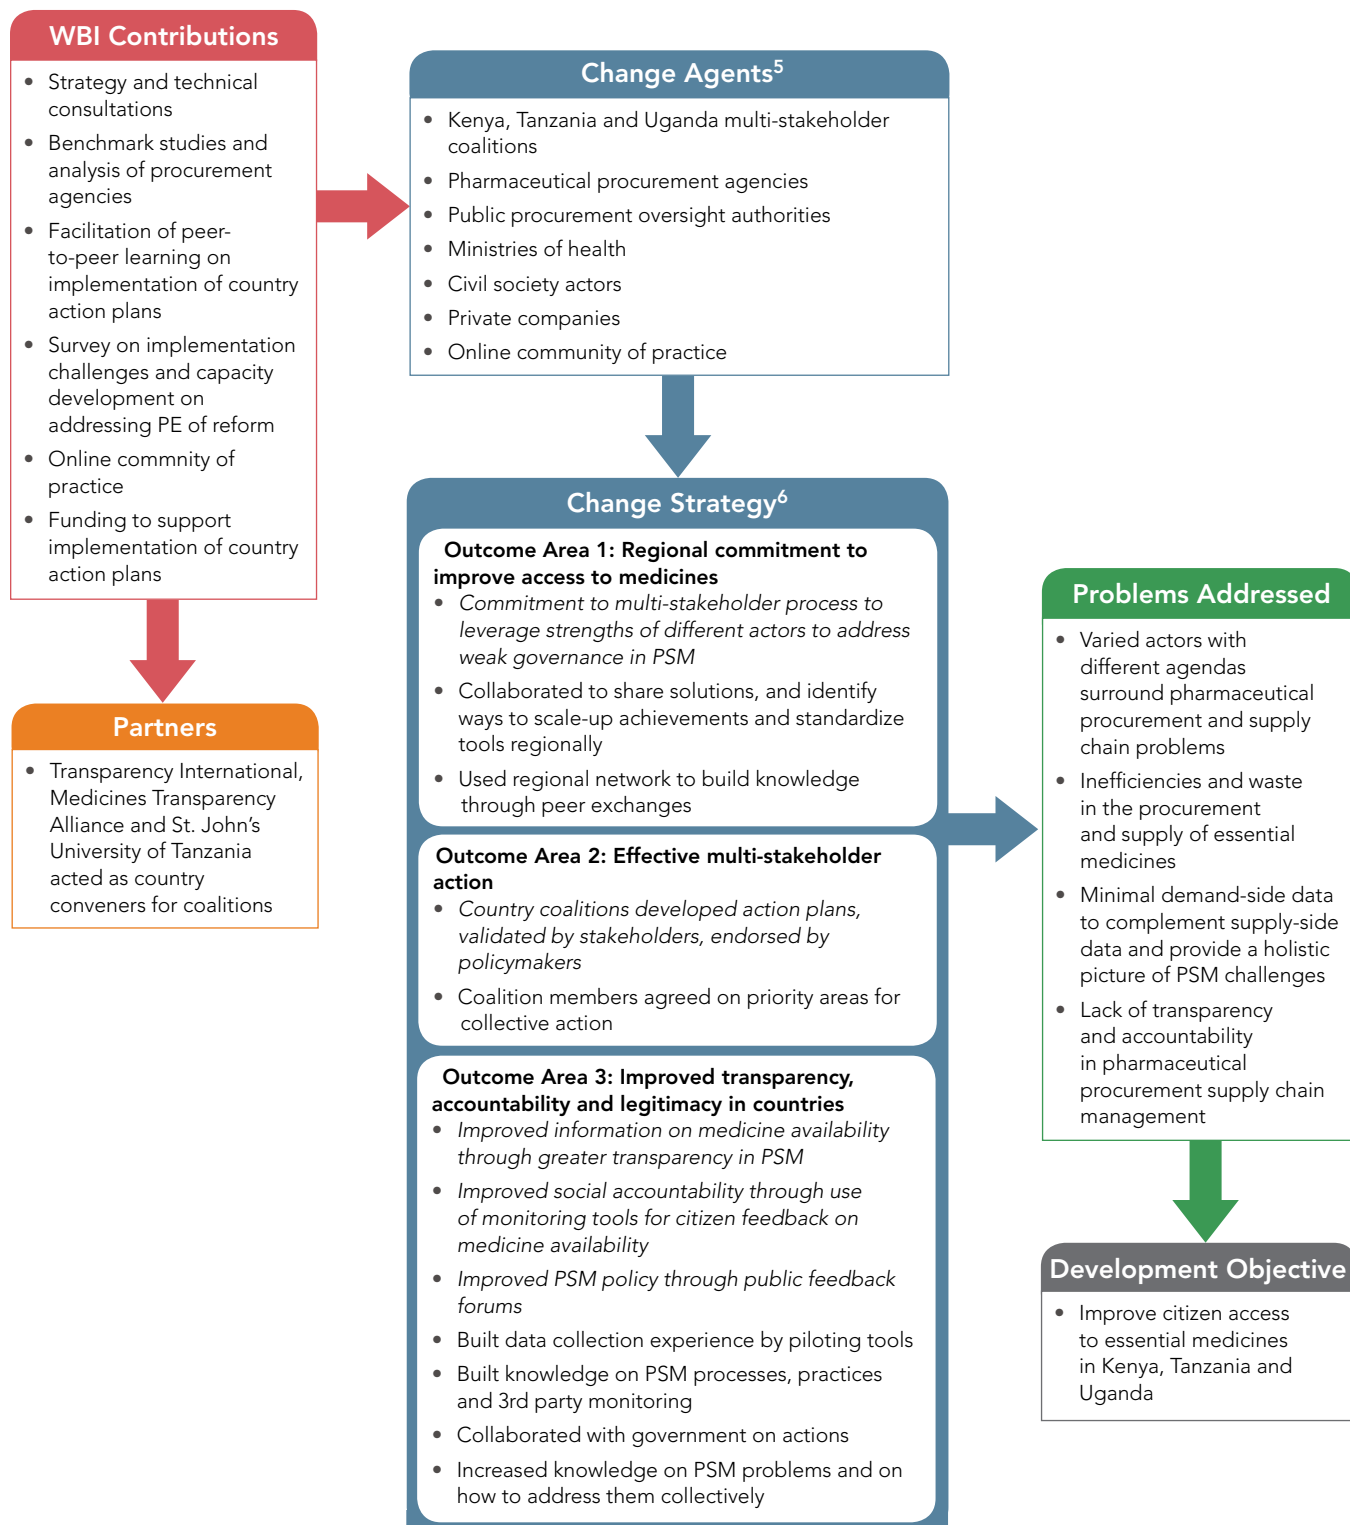 WBI Contributions
• Strategy and technical
consultations
• Benchmark studies and
analysis of procurement
agencies
• Facilitation of peer-
to-peer learning on
implementation of country
action plans
• Survey on implementation
challenges and capacity
development on
addressing PE of reform
• Online commnity of
practice
• Funding to support
implementation of country
action plans
Partners
• Transparency International,
Medicines Transparency
Alliance and St. John’s
University of Tanzania
acted as country
conveners for coalitions
Change Agents5
• Kenya, Tanzania and Uganda multi-stakeholder
coalitions
• Pharmaceutical procurement agencies
• Public procurement oversight authorities
• Ministries of health
• Civil society actors
• Private companies
• Online community of practice
Change Strategy6
Outcome Area 1: Regional commitment to
improve access to medicines
• Commitment to multi-stakeholder process to
leverage strengths of different actors to address
weak governance in PSM
• Collaborated to share solutions, and identify
ways to scale-up achievements and standardize
tools regionally
• Used regional network to build knowledge
through peer exchanges
Outcome Area 2: Effective multi-stakeholder
action
• Country coalitions developed action plans,
validated by stakeholders, endorsed by
policymakers
• Coalition members agreed on priority areas for
collective action
Outcome Area 3: Improved transparency,
accountability and legitimacy in countries
• Improved information on medicine availability
through greater transparency in PSM
• Improved social accountability through use
of monitoring tools for citizen feedback on
medicine availability
• Improved PSM policy through public feedback
forums
• Built data collection experience by piloting tools
• Built knowledge on PSM processes, practices
and 3rd party monitoring
• Collaborated with government on actions
• Increased knowledge on PSM problems and on
how to address them collectively
Problems Addressed
• Varied actors with
different agendas
surround pharmaceutical
procurement and supply
chain problems
• Inefficiencies and waste
in the procurement
and supply of essential
medicines
• Minimal demand-side data
to complement supply-side
data and provide a holistic
picture of PSM challenges
• Lack of transparency
and accountability
in pharmaceutical
procurement supply chain
management
Development Objective
• Improve citizen access
to essential medicines
in Kenya, Tanzania and
Uganda